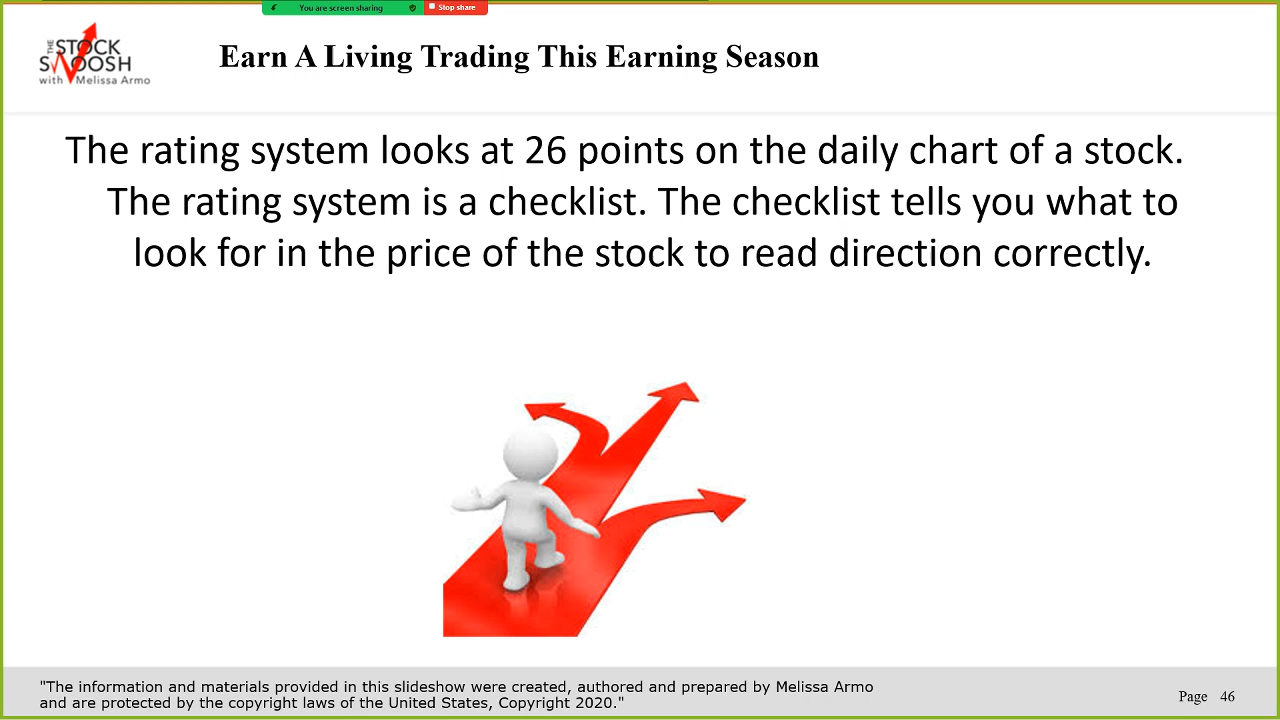 You are screen sharing
Stop share
THE
STOCK
SWOOSH
with Melissa Armo
Earn A Living Trading This Earning Season
The rating system looks at 26 points on the daily chart of a stock.
The rating system is a checklist. The checklist tells you what to
look for in the price of the stock to read direction correctly.
"The information and materials provided in this slideshow were created, authored and prepared by Melissa Armo
and are protected by the copyright laws of the United States, Copyright 2020."
Page 46